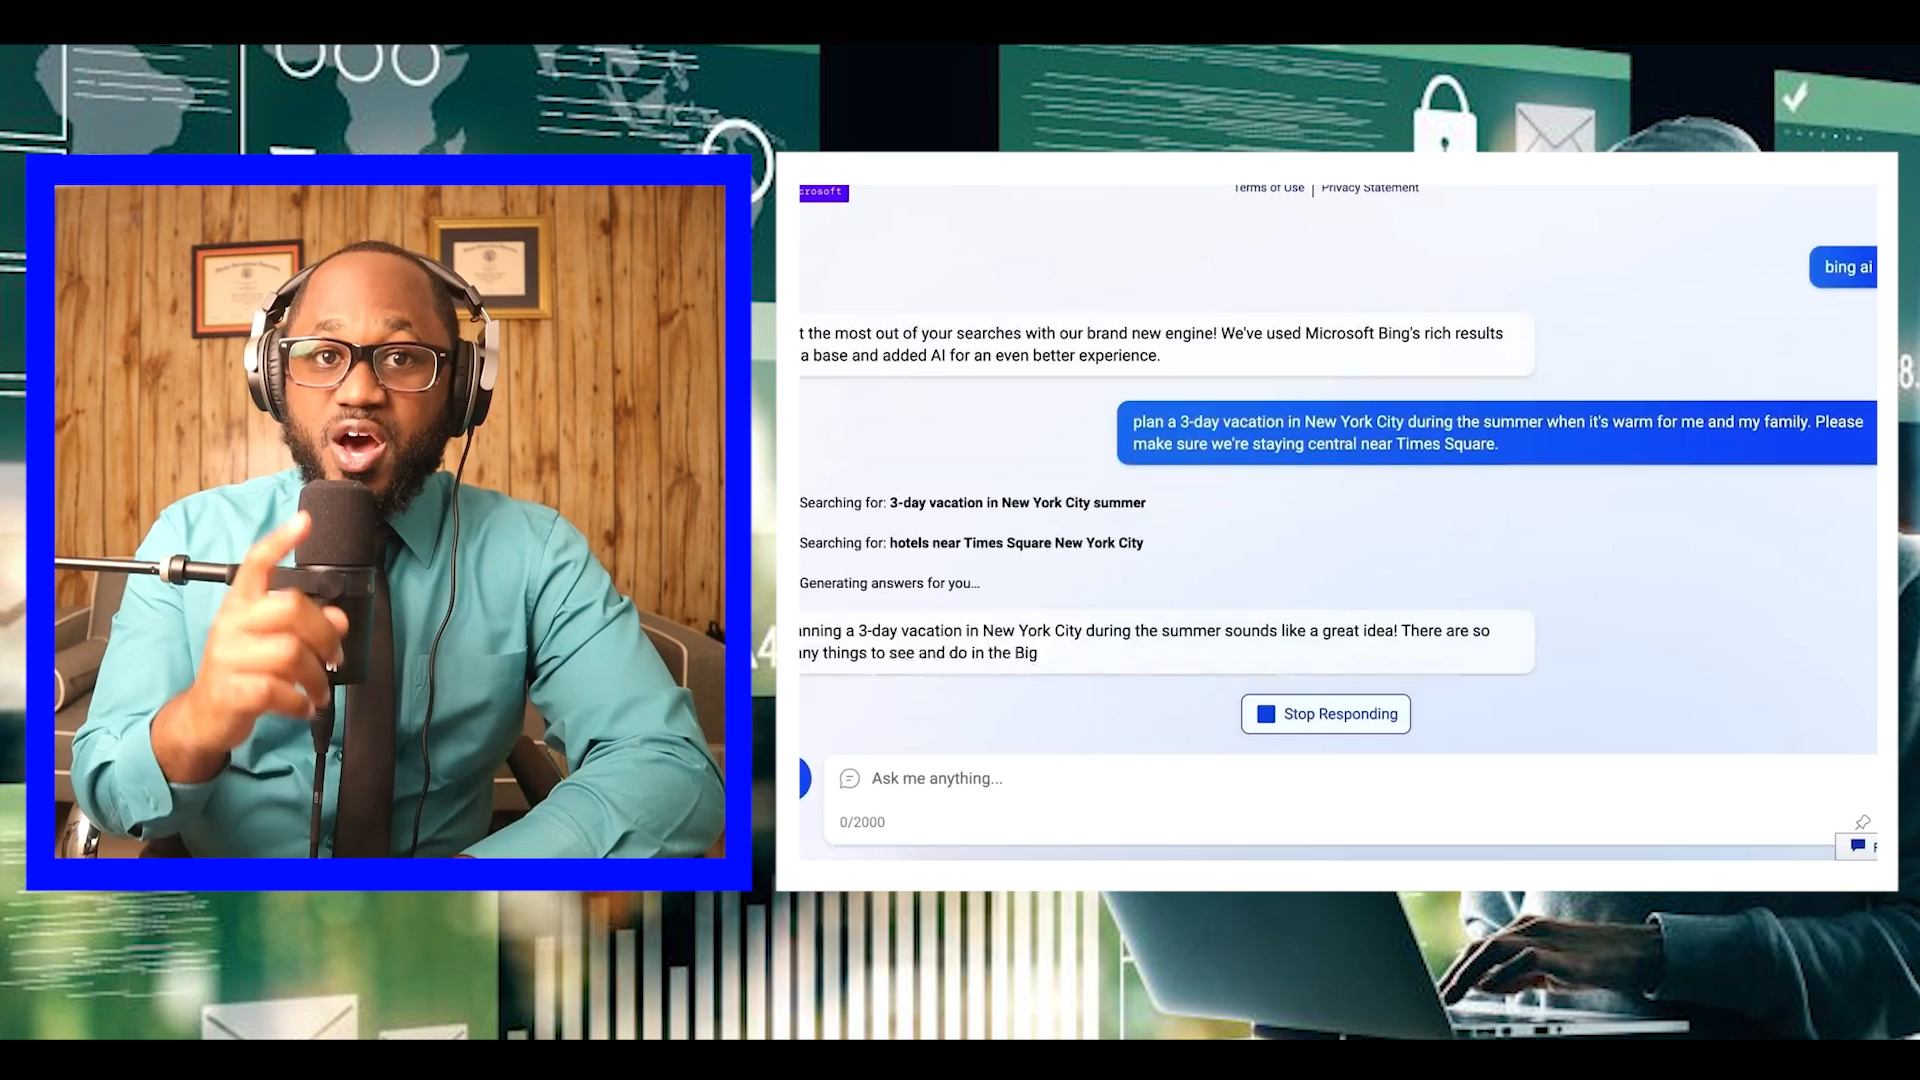 crosoft
Terms of Use | Privacy Statement
bing ai
t the most out of your searches with our brand new engine! We've used Microsoft Bing's rich results
a base and added AI for an even better experience.
plan a 3-day vacation in New York City during the summer when it's warm for me and my family. Please
make sure we're staying central near Times Square.
Searching for: 3-day vacation in New York City summer
Searching for: hotels near Times Square New York City
Generating answers for you...
anning a 3-day vacation in New York City during the summer sounds like a great idea! There are so
any things to see and do in the Big
Stop Responding
Ask me anything...
0/2000
8.
A4